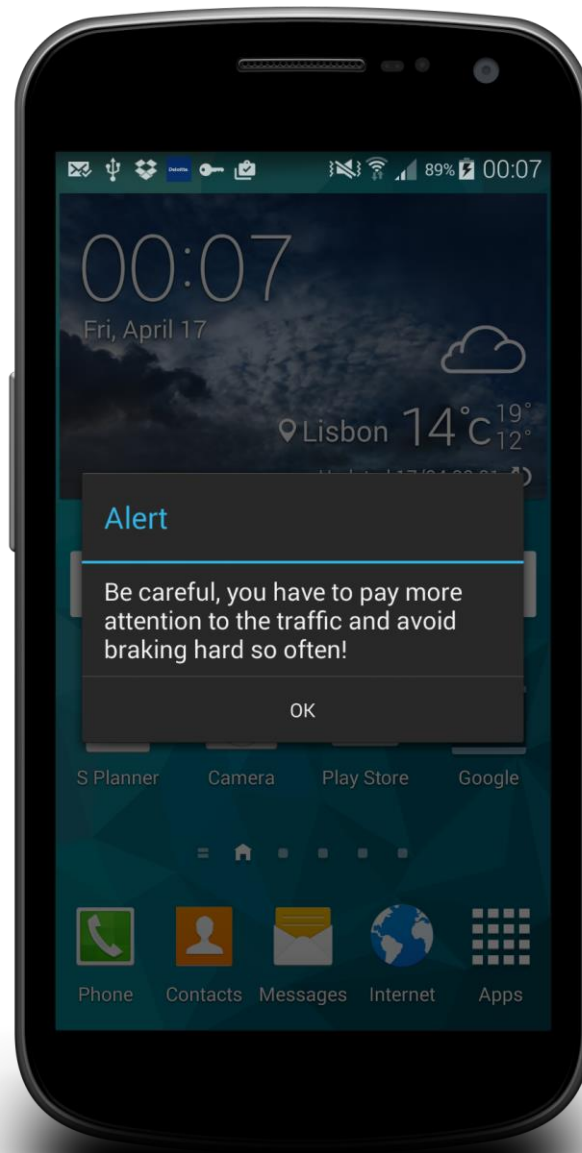 89% 00:07
00:07
Fri, April 17
Lisbon 14°C 19°
12°
Alert
Be careful, you have to pay more
attention to the traffic and avoid
braking hard so often!
OK
S Planner Camera Play Store Google
Phone Contacts Messages Internet Apps